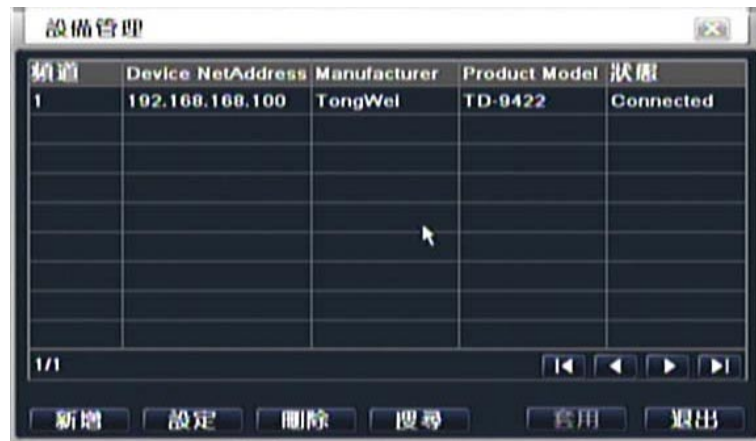 設備管理
頻道 Device NetAddress Manufacturer Product Model 狀態
1 192.168.168.100 TongWei TD-9422 Connected
1/1
新增 設定 刪除 搜尋 套用 退出